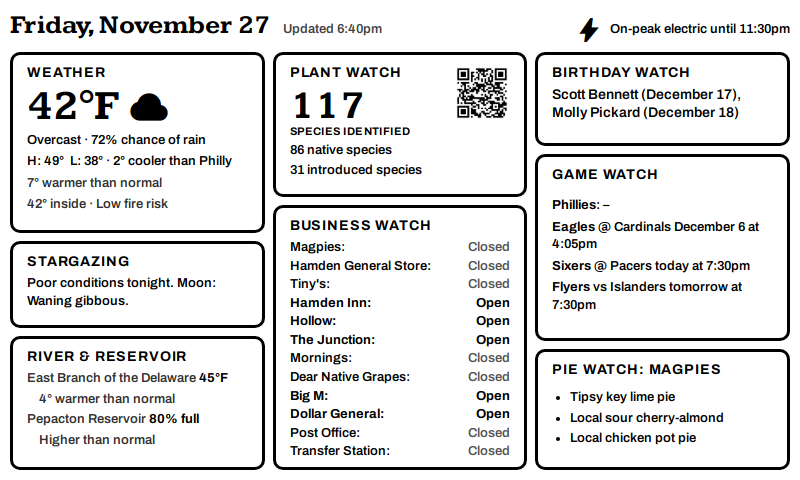 Friday, November 27 Updated 6:40pm
On-peak electric until 11:30pm
WEATHER
42°F
Overcast · 72% chance of rain
H: 49° L: 38° · 2° cooler than Philly
7° warmer than normal
42° inside · Low fire risk
STARGAZING
Poor conditions tonight. Moon:
Waning gibbous.
RIVER & RESERVOIR
East Branch of the Delaware 45°F
4° warmer than normal
Pepacton Reservoir 80% full
Higher than normal
PLANT WATCH
117
SPECIES IDENTIFIED
86 native species
31 introduced species
BUSINESS WATCH
Magpies: Closed
Hamden General Store: Closed
Tiny's: Closed
Hamden Inn: Open
Hollow: Open
The Junction: Open
Mornings: Closed
Dear Native Grapes: Closed
Big M: Open
Dollar General: Open
Post Office: Closed
Transfer Station: Closed
BIRTHDAY WATCH
Scott Bennett (December 17),
Molly Pickard (December 18)
GAME WATCH
Phillies: –
Eagles @ Cardinals December 6 at
4:05pm
Sixers @ Pacers today at 7:30pm
Flyers vs Islanders tomorrow at
7:30pm
PIE WATCH: MAGPIES
• Tipsy key lime pie
• Local sour cherry-almond
• Local chicken pot pie